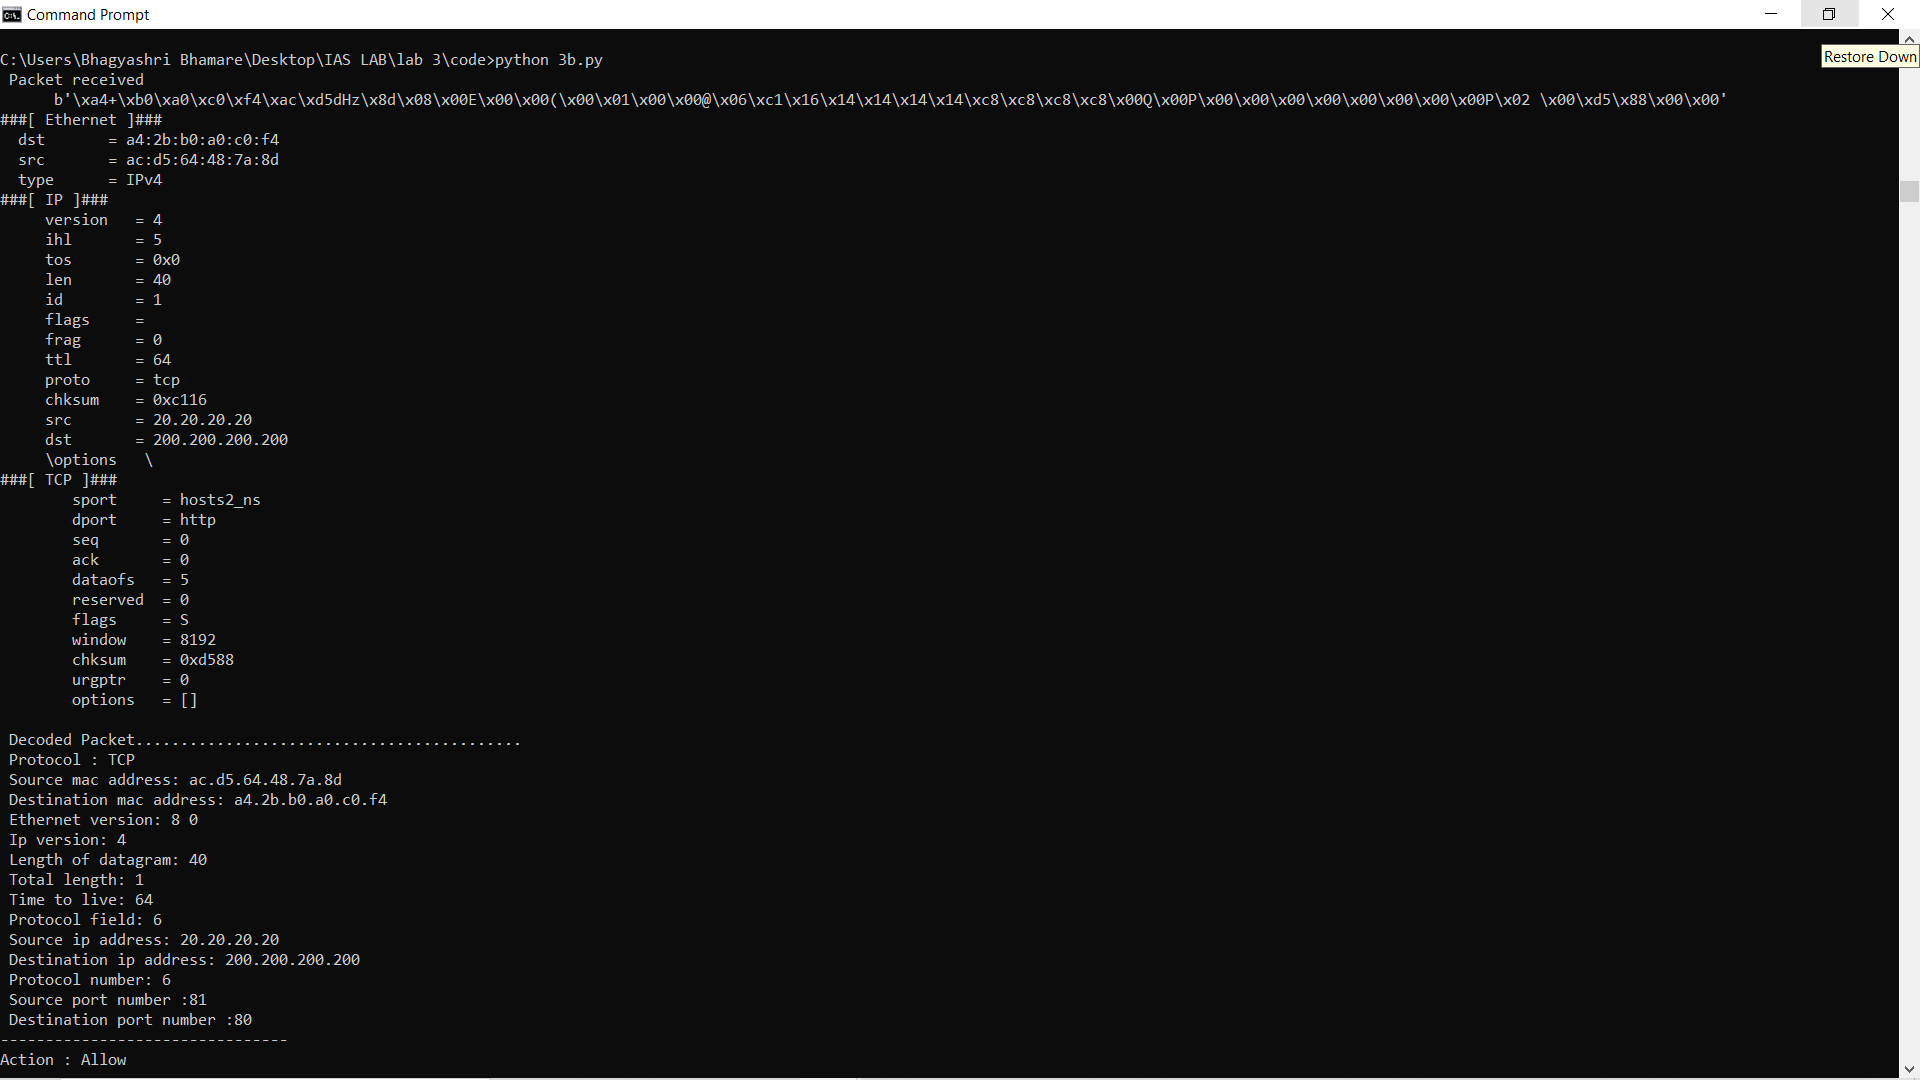 Command Prompt
Restore Down
C:\Users\Bhagyashri Bhamare\Desktop\IAS LAB\lab 3\code>python 3b.py
 Packet received
      b'\xa4+\xb0\xa0\xc0\xf4\xac\xd5dHz\x8d\x08\x00E\x00\x00(\x00\x01\x00\x00@\x06\xc1\x16\x14\x14\x14\x14\xc8\xc8\xc8\xc8\x00Q\x00P\x00\x00\x00\x00\x00\x00\x00\x00P\x02 \x00\xd5\x88\x00\x00'
###[ Ethernet ]###
  dst       = a4:2b:b0:a0:c0:f4
  src       = ac:d5:64:48:7a:8d
  type      = IPv4
###[ IP ]###
     version   = 4
     ihl       = 5
     tos       = 0x0
     len       = 40
     id        = 1
     flags     =
     frag      = 0
     ttl       = 64
     proto     = tcp
     chksum    = 0xc116
     src       = 20.20.20.20
     dst       = 200.200.200.200
     \options   \
###[ TCP ]###
        sport     = hosts2_ns
        dport     = http
        seq       = 0
        ack       = 0
        dataofs   = 5
        reserved  = 0
        flags     = S
        window    = 8192
        chksum    = 0xd588
        urgptr    = 0
        options   = []
 Decoded Packet...........................................
 Protocol : TCP
 Source mac address: ac.d5.64.48.7a.8d
 Destination mac address: a4.2b.b0.a0.c0.f4
 Ethernet version: 8 0
 Ip version: 4
 Length of datagram: 40
 Total length: 1
 Time to live: 64
 Protocol field: 6
 Source ip address: 20.20.20.20
 Destination ip address: 200.200.200.200
 Protocol number: 6
 Source port number :81
 Destination port number :80
--------------------------------
Action : Allow